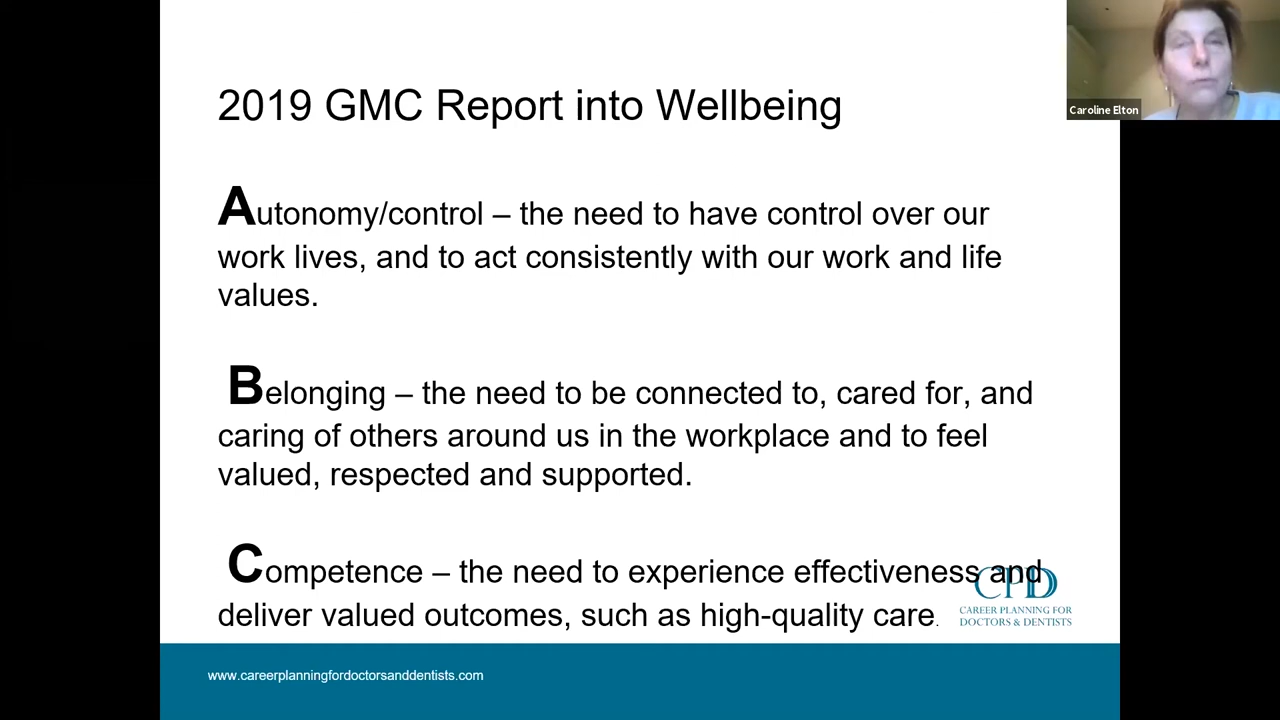 2019 GMC Report into Wellbeing
Caroline Elton
Autonomy/control – the need to have control over our
work lives, and to act consistently with our work and life
values.
Belonging – the need to be connected to, cared for, and
caring of others around us in the workplace and to feel
valued, respected and supported.
Competence – the need to experience effectiveness and
deliver valued outcomes, such as high-quality care.
CPDD
CAREER PLANNING FOR
DOCTORS & DENTISTS
www.careerplanningfordoctorsanddentists.com